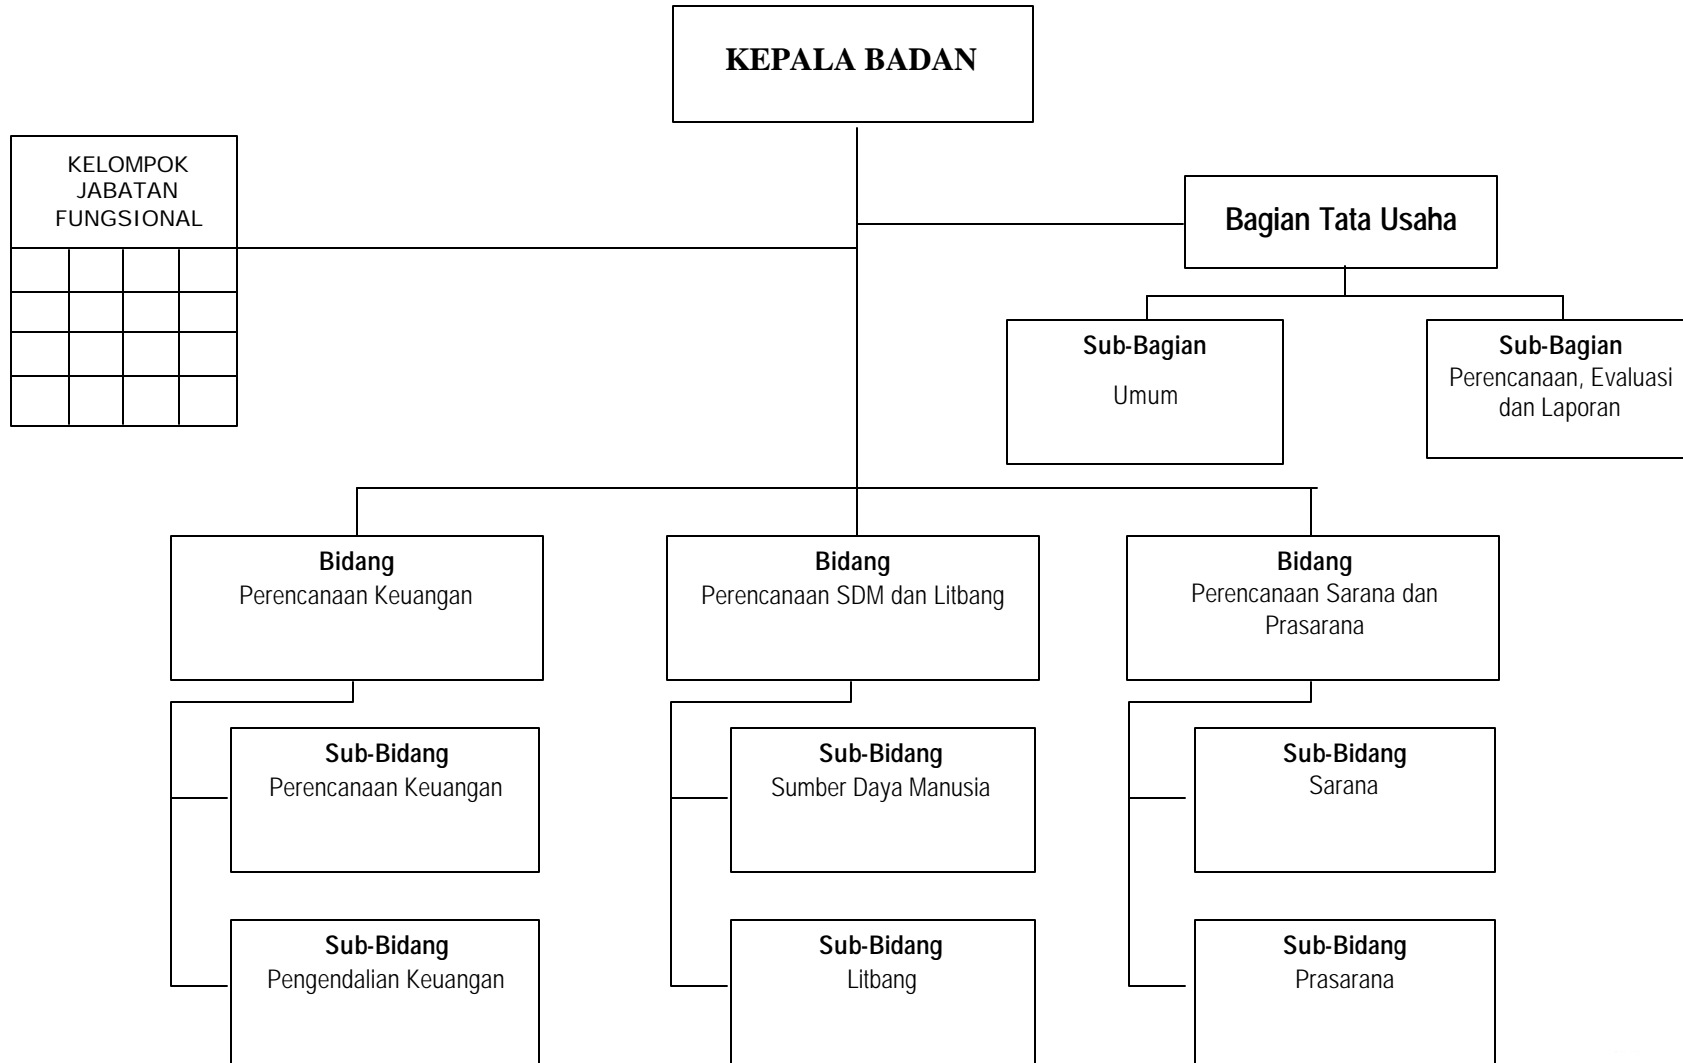 KEPALA BADAN
KELOMPOK
JABATAN
FUNGSIONAL
Bagian Tata Usaha
Sub-Bagian
Umum
Sub-Bagian
Perencanaan, Evaluasi
dan Laporan
Bidang
Perencanaan Keuangan
Bidang
Perencanaan SDM dan Litbang
Bidang
Perencanaan Sarana dan
Prasarana
Sub-Bidang
Perencanaan Keuangan
Sub-Bidang
Sumber Daya Manusia
Sub-Bidang
Sarana
Sub-Bidang
Pengendalian Keuangan
Sub-Bidang
Litbang
Sub-Bidang
Prasarana